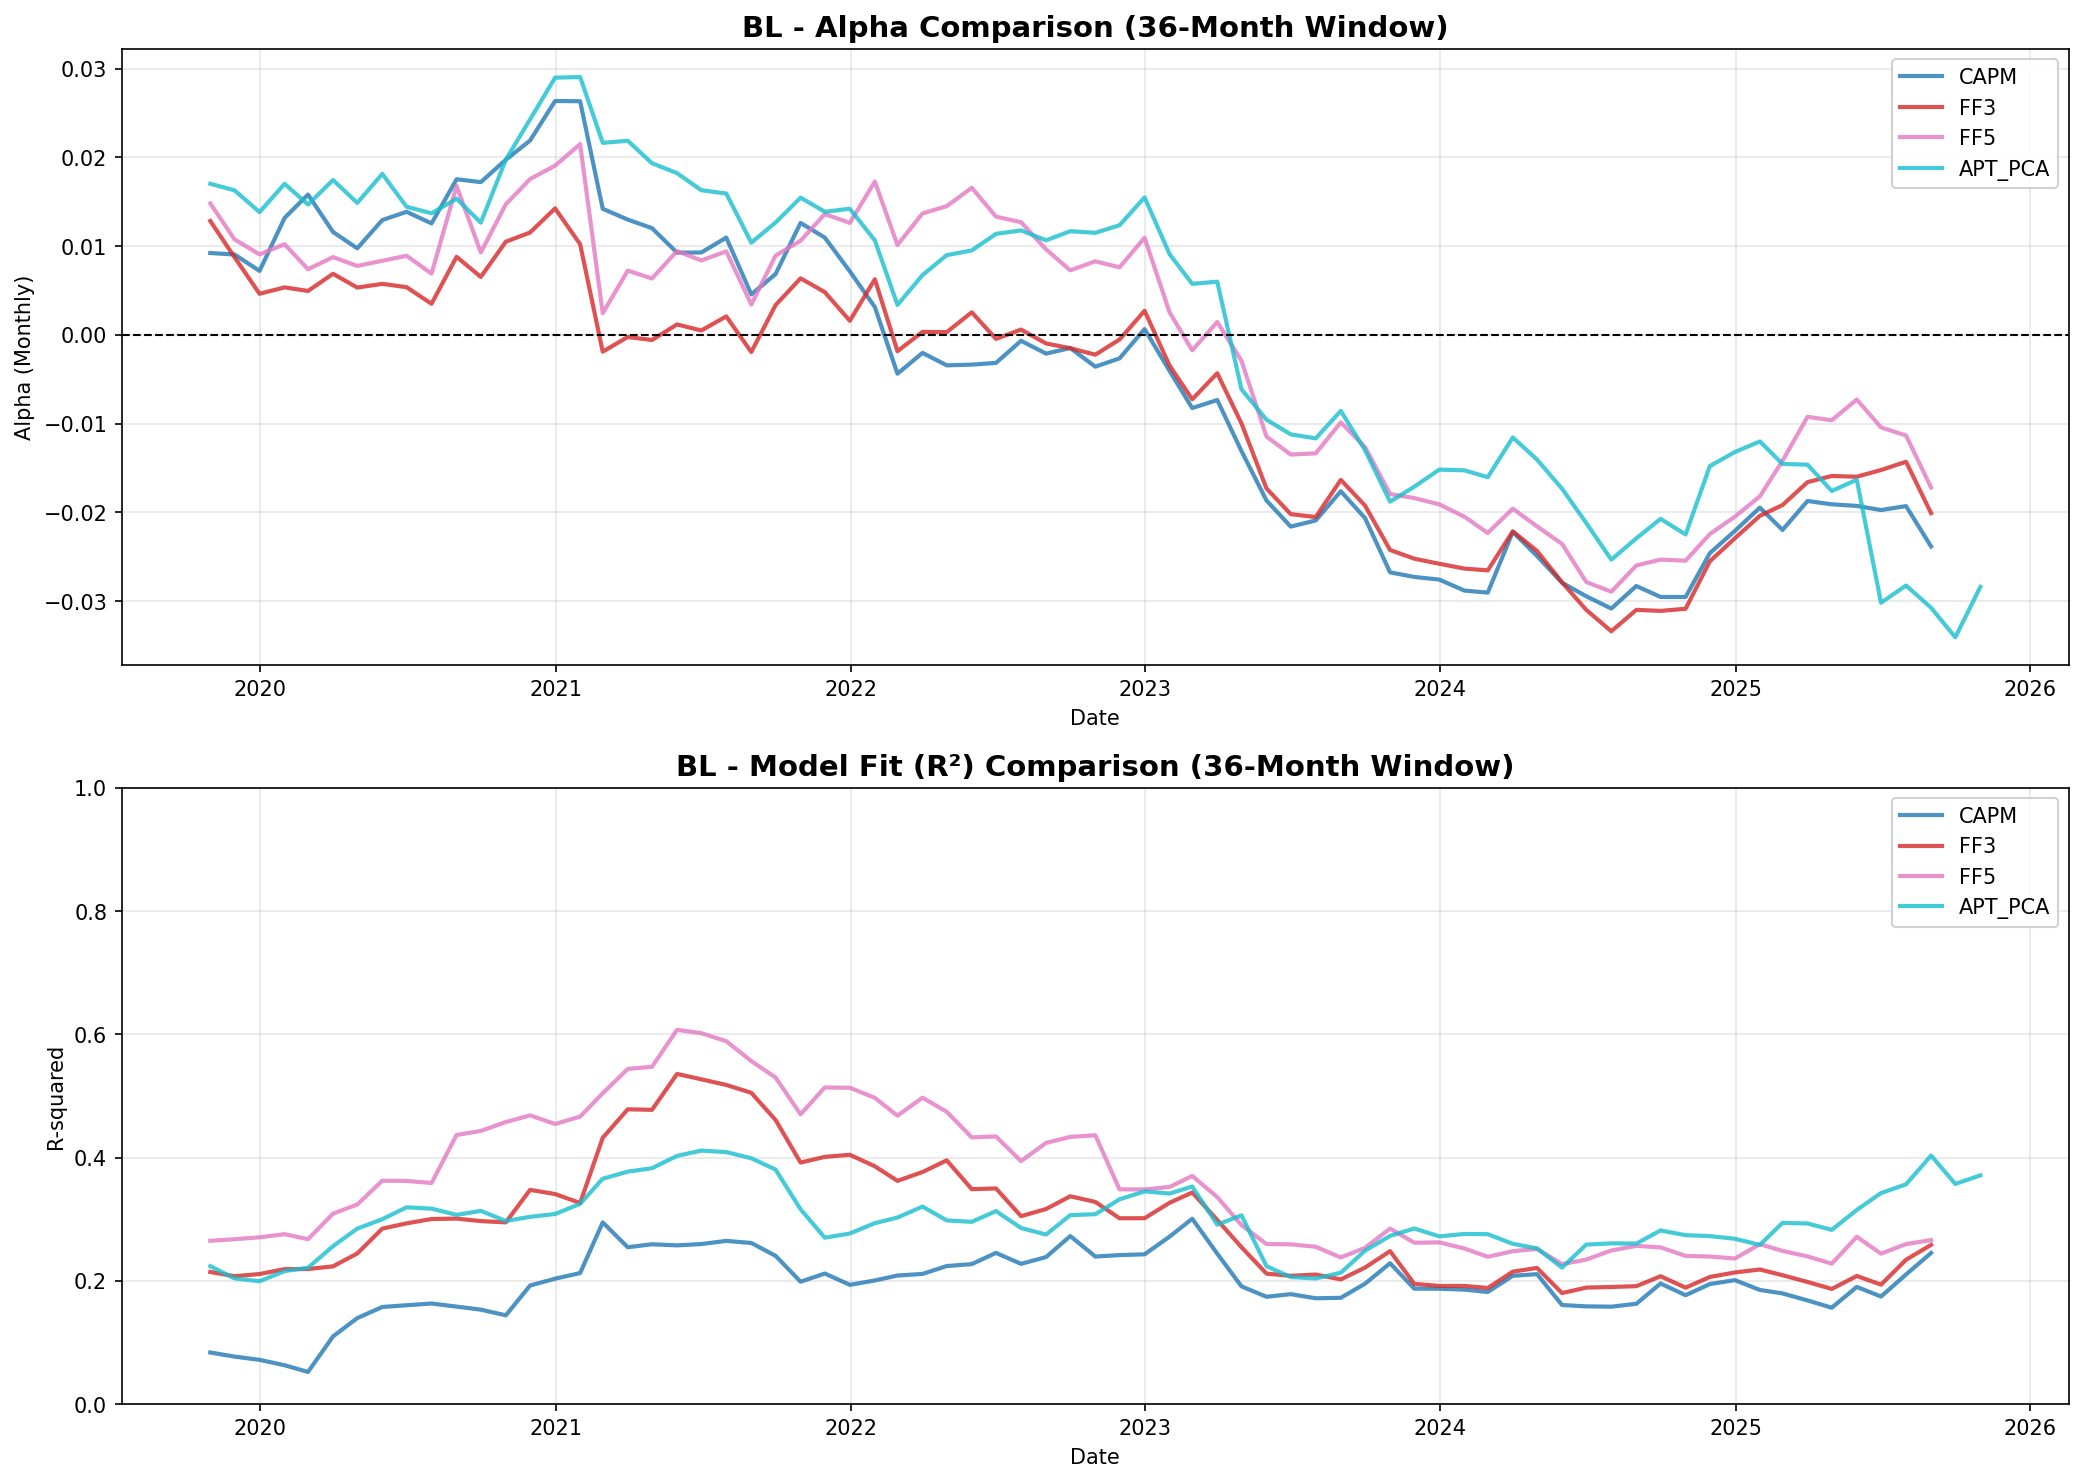 BL - Alpha Comparison (36-Month Window)
0.03
0.02
0.01
0.00
−0.01
−0.02
−0.03
Alpha (Monthly)
CAPM
FF3
FF5
APT_PCA
2020 2021 2022 2023 2024 2025 2026
Date
BL - Model Fit (R²) Comparison (36-Month Window)
1.0
0.8
0.6
0.4
0.2
0.0
R-squared
CAPM
FF3
FF5
APT_PCA
2020 2021 2022 2023 2024 2025 2026
Date